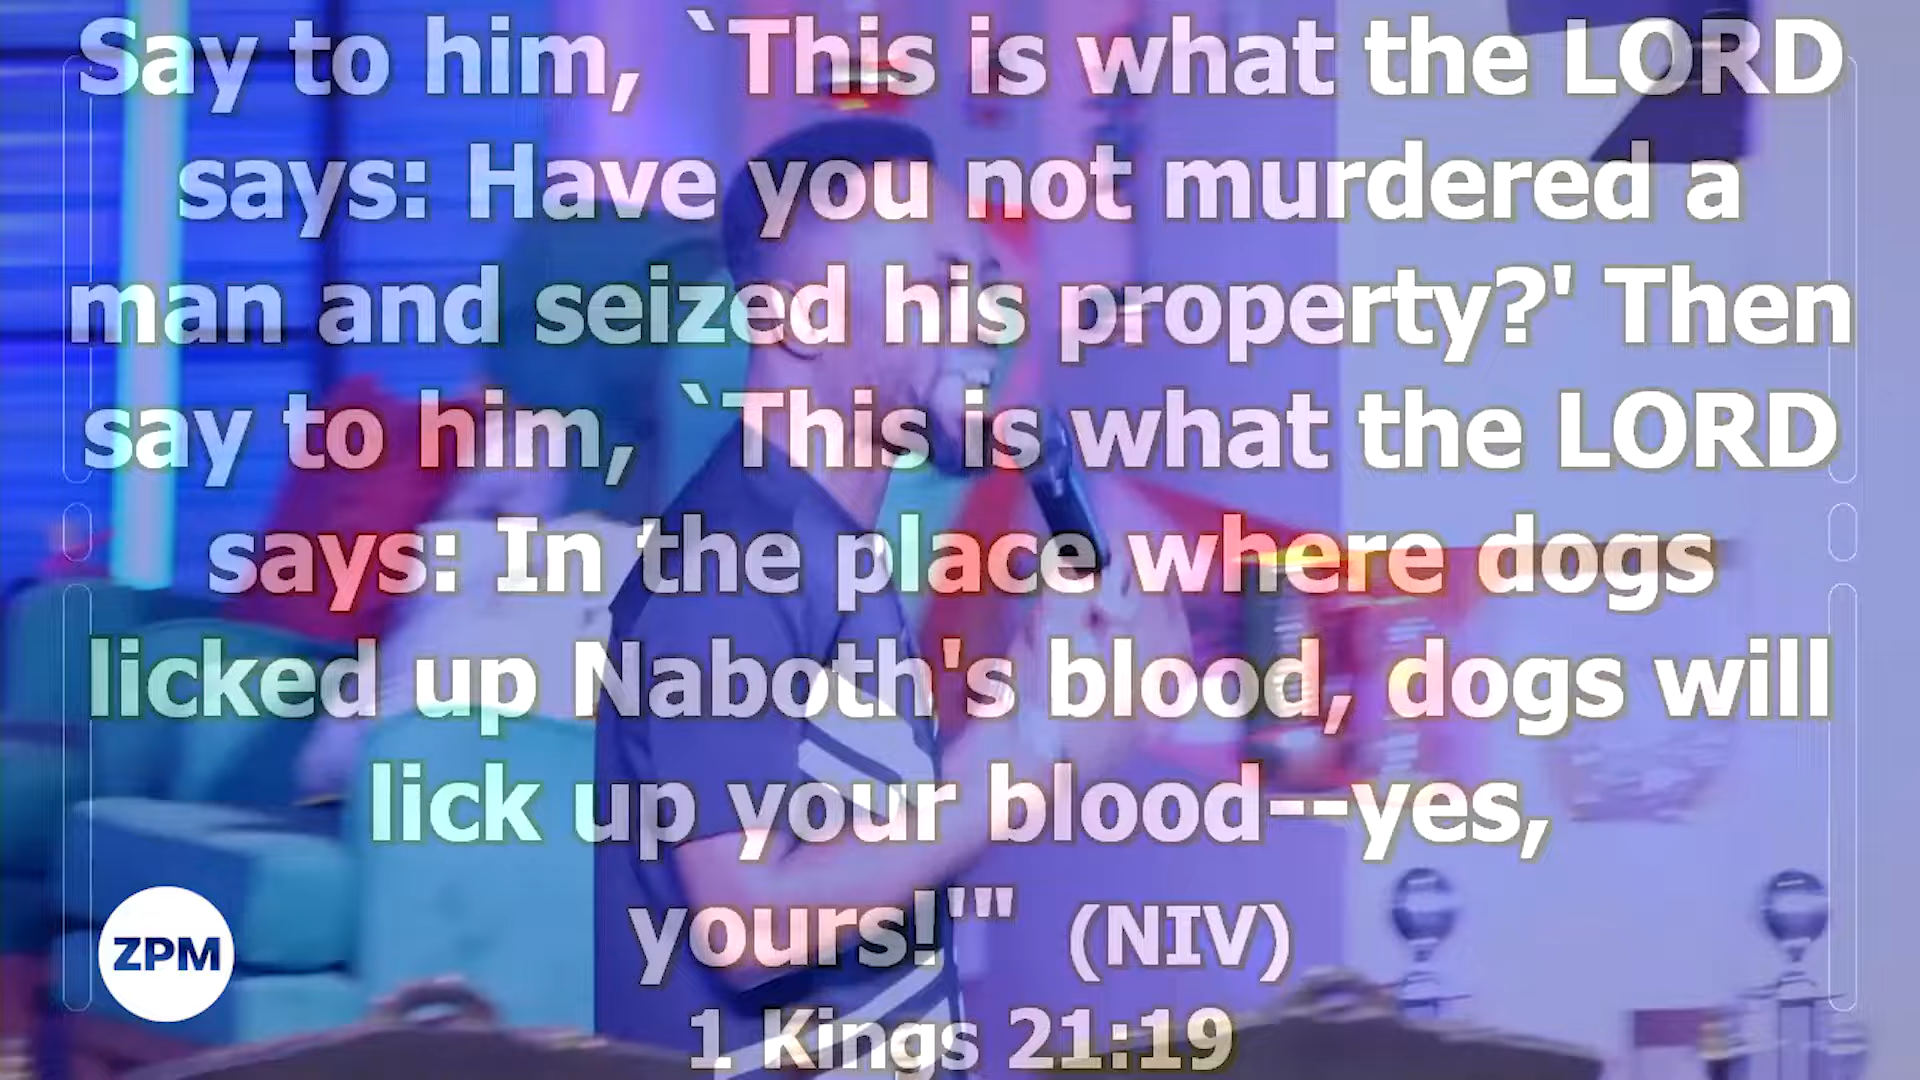 Say to him, `This is what the LORD
says: Have you not murdered a
man and seized his property?' Then
say to him, `This is what the LORD
says: In the place where dogs
licked up Naboth's blood, dogs will
lick up your blood--yes,
yours!'" (NIV)
1 Kings 21:19
ZPM